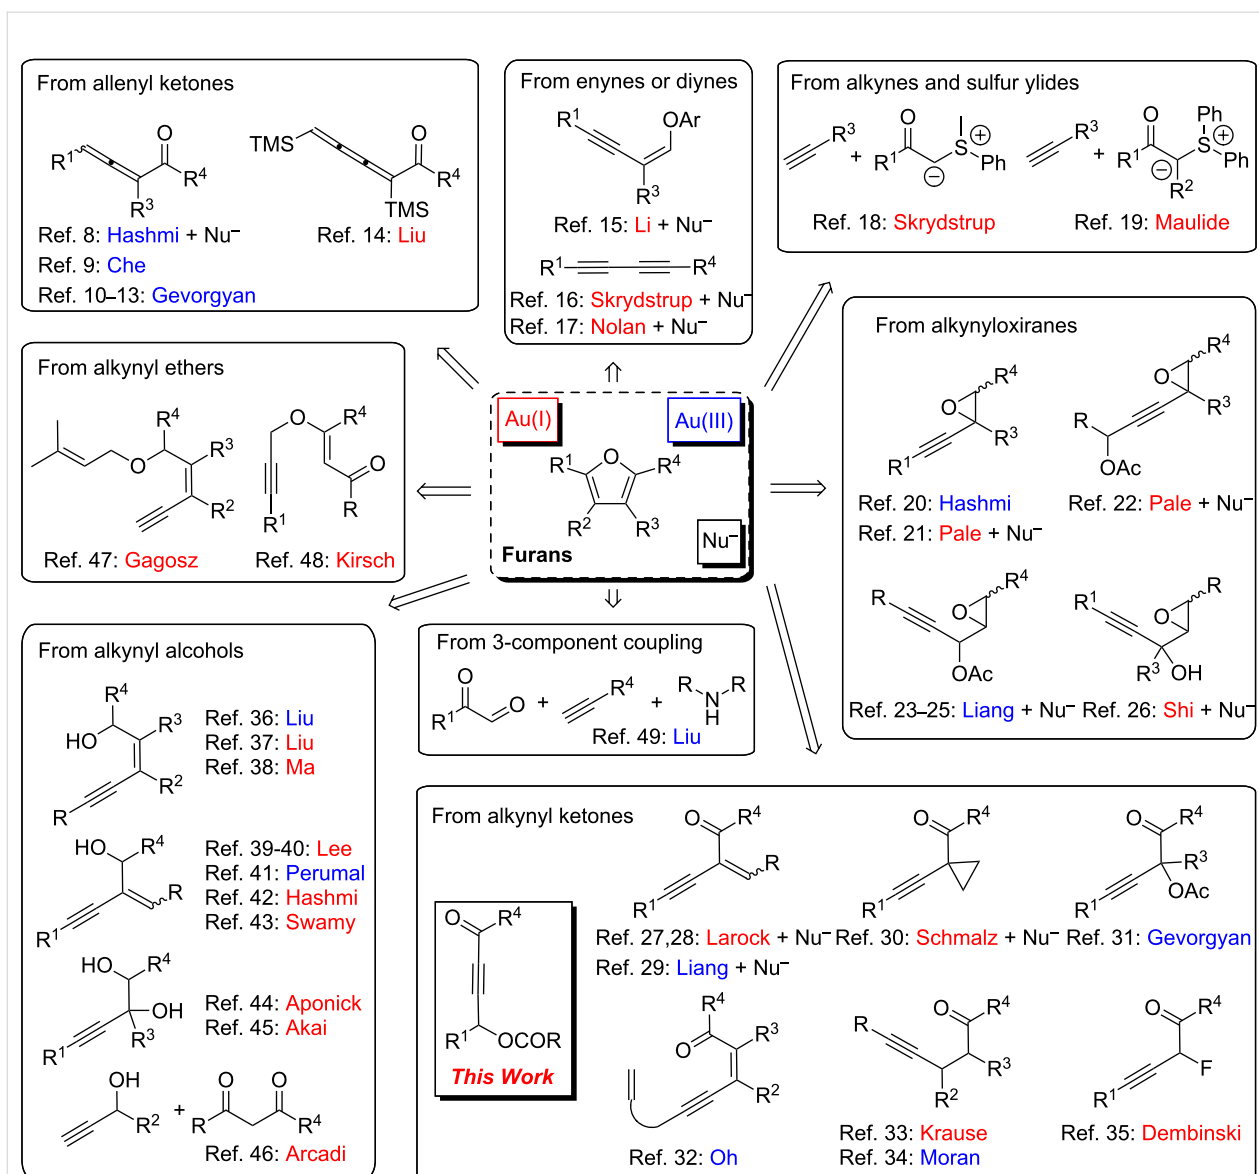 From allenyl ketones
R¹
O
R⁴
R³
TMS
O
R⁴
TMS
Ref. 8: Hashmi + Nu⁻
Ref. 9: Che
Ref. 10–13: Gevorgyan
Ref. 14: Liu
From enynes or diynes
R¹
OAr
R³
Ref. 15: Li + Nu⁻
R¹
R⁴
Ref. 16: Skrydstrup + Nu⁻
Ref. 17: Nolan + Nu⁻
From alkynes and sulfur ylides
R³
+
O
R¹
S
+
−
Ph
Ref. 18: Skrydstrup
R³
+
O
R¹
−
R²
Ph
S
+
Ph
Ref. 19: Maulide
From alkynyl ethers
R⁴
R³
O
R²
Ref. 47: Gagosz
O
R⁴
O
R¹
R
Ref. 48: Kirsch
Au(I)
Au(III)
R¹
O
R⁴
R²
R³
Furans
Nu⁻
From alkynyloxiranes
R⁴
O
R³
R¹
Ref. 20: Hashmi
Ref. 21: Pale + Nu⁻
R⁴
O
R³
R
OAc
Ref. 22: Pale + Nu⁻
R
O
R⁴
OAc
Ref. 23–25: Liang + Nu⁻
R¹
O
R
R³
OH
Ref. 26: Shi + Nu⁻
From alkynyl alcohols
R⁴
HO
R³
R²
R
Ref. 36: Liu
Ref. 37: Liu
Ref. 38: Ma
HO
R⁴
R
R¹
Ref. 39-40: Lee
Ref. 41: Perumal
Ref. 42: Hashmi
Ref. 43: Swamy
HO
R⁴
OH
R³
R¹
Ref. 44: Aponick
Ref. 45: Akai
OH
R²
+
O
O
R
R⁴
Ref. 46: Arcadi
From 3-component coupling
O
R¹
O
+
R⁴
+
R
N
H
R
Ref. 49: Liu
From alkynyl ketones
O
R⁴
R¹
OCOR
This Work
O
R⁴
R
R¹
Ref. 27,28: Larock + Nu⁻
Ref. 29: Liang + Nu⁻
O
R⁴
R¹
Ref. 30: Schmalz + Nu⁻
O
R⁴
R³
OAc
R¹
Ref. 31: Gevorgyan
R⁴
O
R³
R²
Ref. 32: Oh
R
O
R⁴
R³
R²
Ref. 33: Krause
Ref. 34: Moran
O
R⁴
F
R¹
Ref. 35: Dembinski